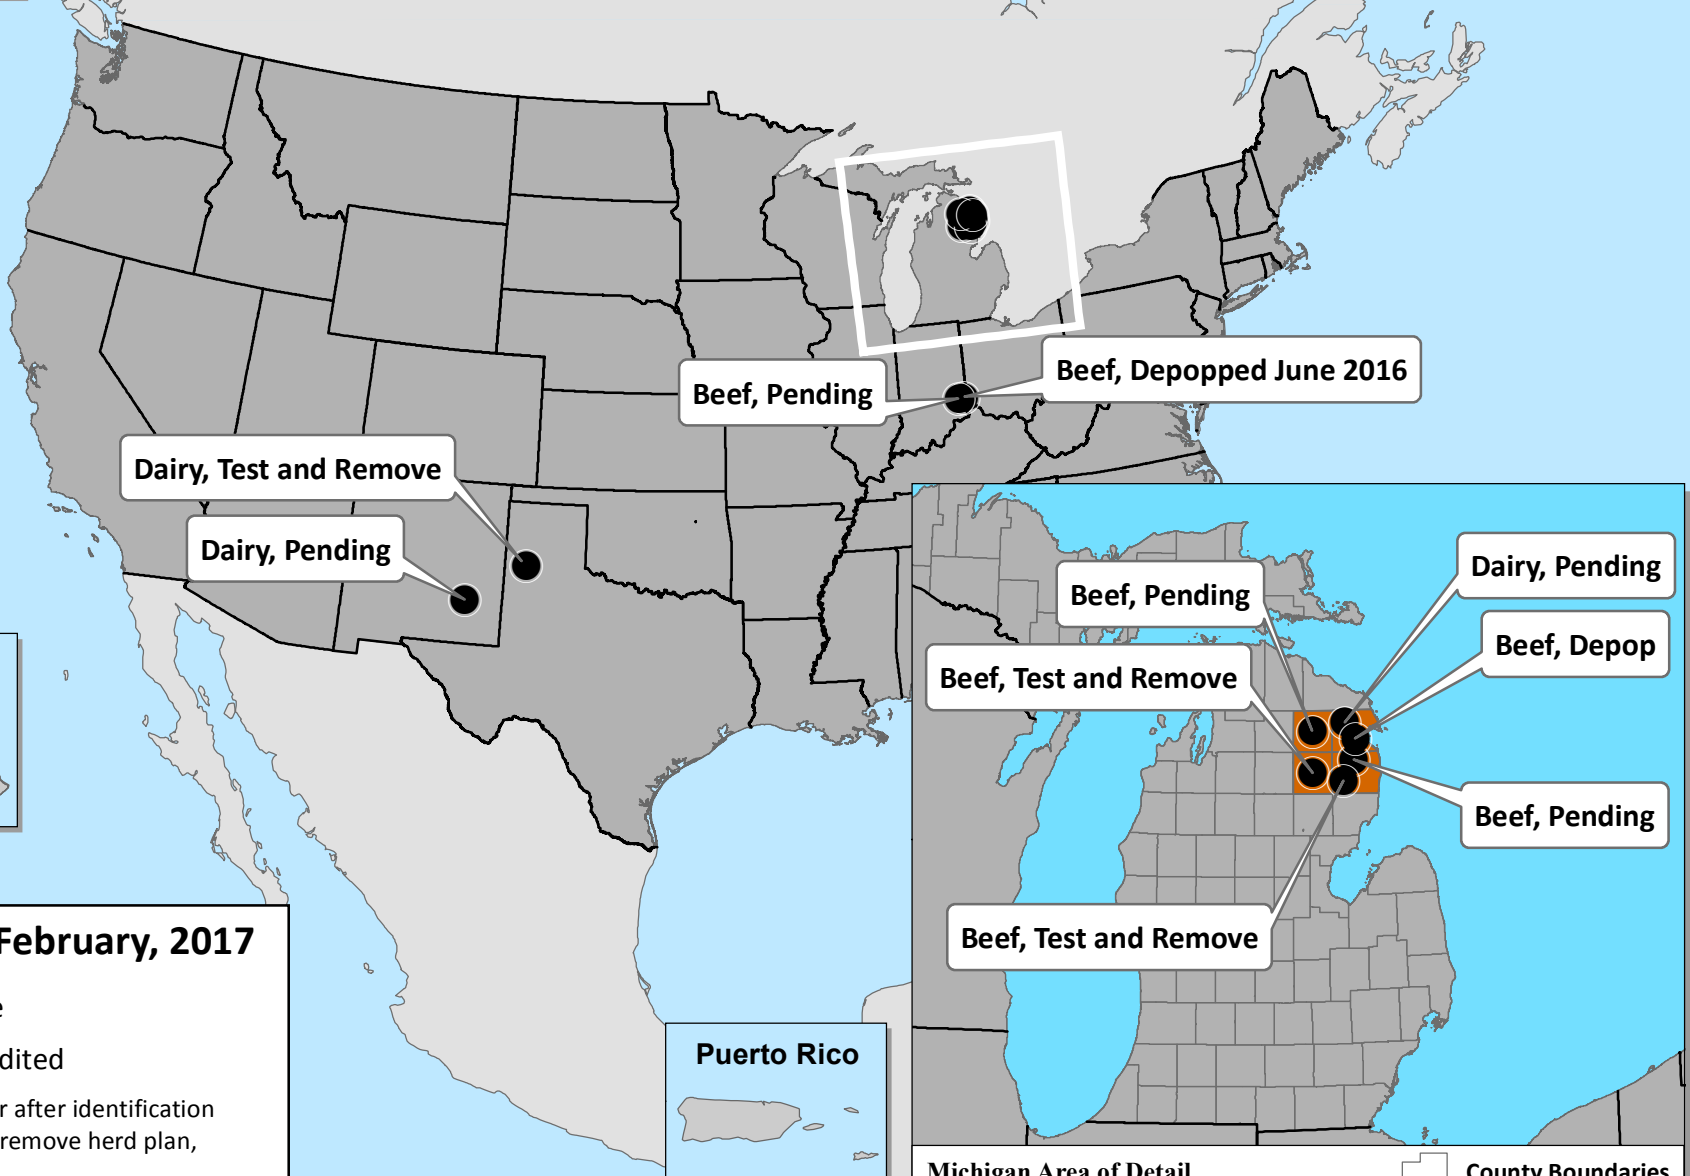 Beef, Pending
Beef, Depopped June 2016
Dairy, Test and Remove
Dairy, Pending
Dairy, Pending
Beef, Pending
Beef, Depop
Beef, Test and Remove
Beef, Pending
Beef, Test and Remove
February, 2017
dited
r after identification
remove herd plan,
Puerto Rico
Michigan Area of Detail
County Boundaries